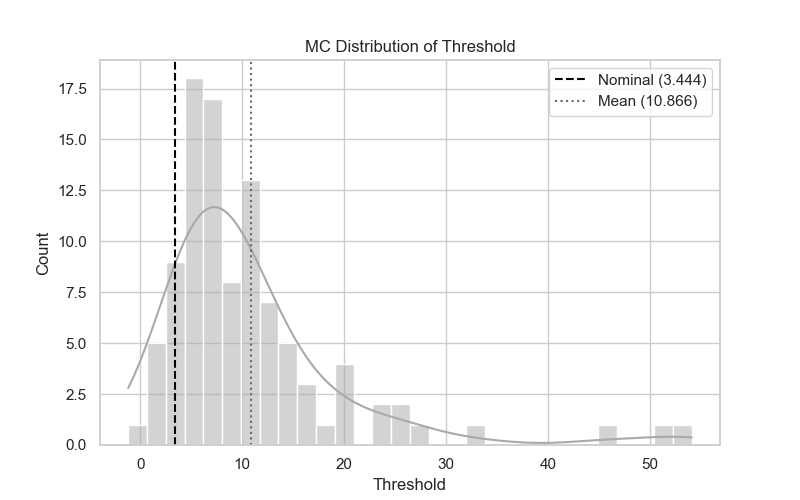 MC Distribution of Threshold
Nominal (3.444)
Mean (10.866)
Count
17.5
15.0
12.5
10.0
7.5
5.0
2.5
0.0
0 10 20 30 40 50
Threshold